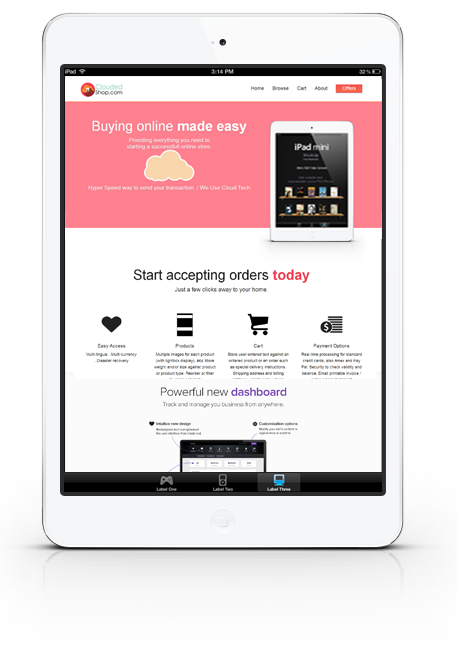 iPad
3:14 PM
32 %
Clouded
Shop.com
Home Browse Cart About Offers
Buying online made easy
Providing everything you need to
starting a successfull online store.
Hyper Speed way to send your transaction. | We Use Cloud Tech.
iPad mini
Start accepting orders today
Just a few clicks away to your home.
Easy Access
Multi-lingual . Multi-currency
. Disaster recovery
Products
Multiple images for each product
(with lightbox display), add More
weight and/or size against product
or product type. Reorder or filter
Cart
Store user-entered text against an
ordered product or an order such
as special delivery instructions.
Shipping address and billing
Payment Options
Real-time processing for standard
credit cards, also Amex and Pay
Pal. Security to check validity and
balance. Email printable invoice /
Powerful new dashboard
Track and manage you business from anywhere.
Intuitive new design
Customization options
Label One
Label Two
Label Three